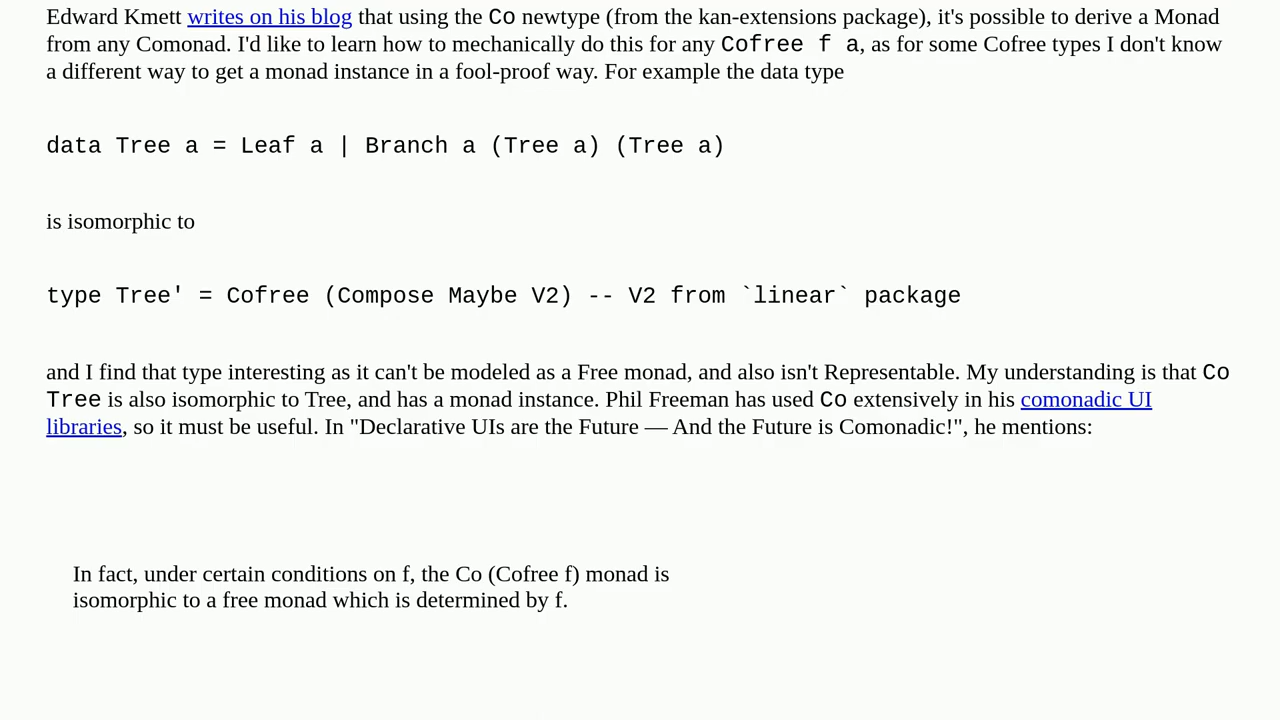 Edward Kmett writes on his blog that using the Co newtype (from the kan-extensions package), it's possible to derive a Monad
from any Comonad. I'd like to learn how to mechanically do this for any Cofree f a, as for some Cofree types I don't know
a different way to get a monad instance in a fool-proof way. For example the data type
data Tree a = Leaf a | Branch a (Tree a) (Tree a)
is isomorphic to
type Tree' = Cofree (Compose Maybe V2) -- V2 from `linear` package
and I find that type interesting as it can't be modeled as a Free monad, and also isn't Representable. My understanding is that Co
Tree is also isomorphic to Tree, and has a monad instance. Phil Freeman has used Co extensively in his comonadic UI
libraries, so it must be useful. In "Declarative UIs are the Future — And the Future is Comonadic!", he mentions:
In fact, under certain conditions on f, the Co (Cofree f) monad is
isomorphic to a free monad which is determined by f.